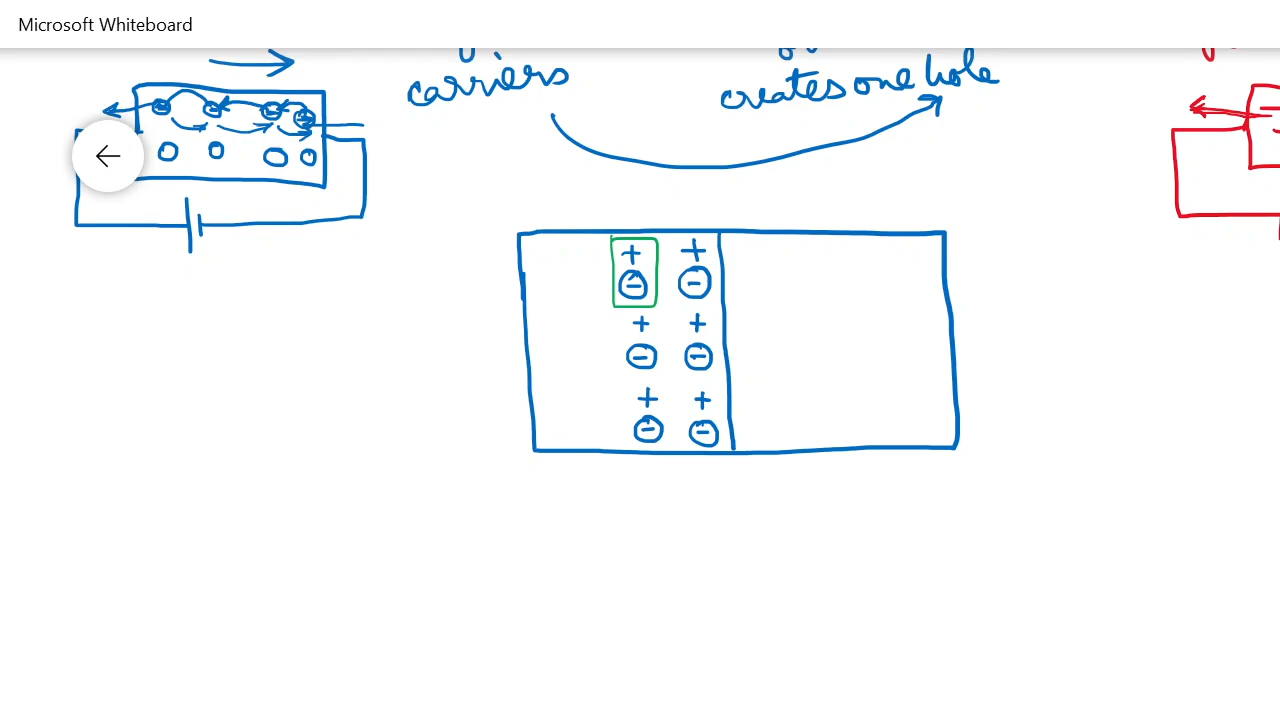 Microsoft Whiteboard
carriers
creates one hole
+ +
⊖ ⊖
+ +
⊖ ⊖
+ +
⊖ ⊖